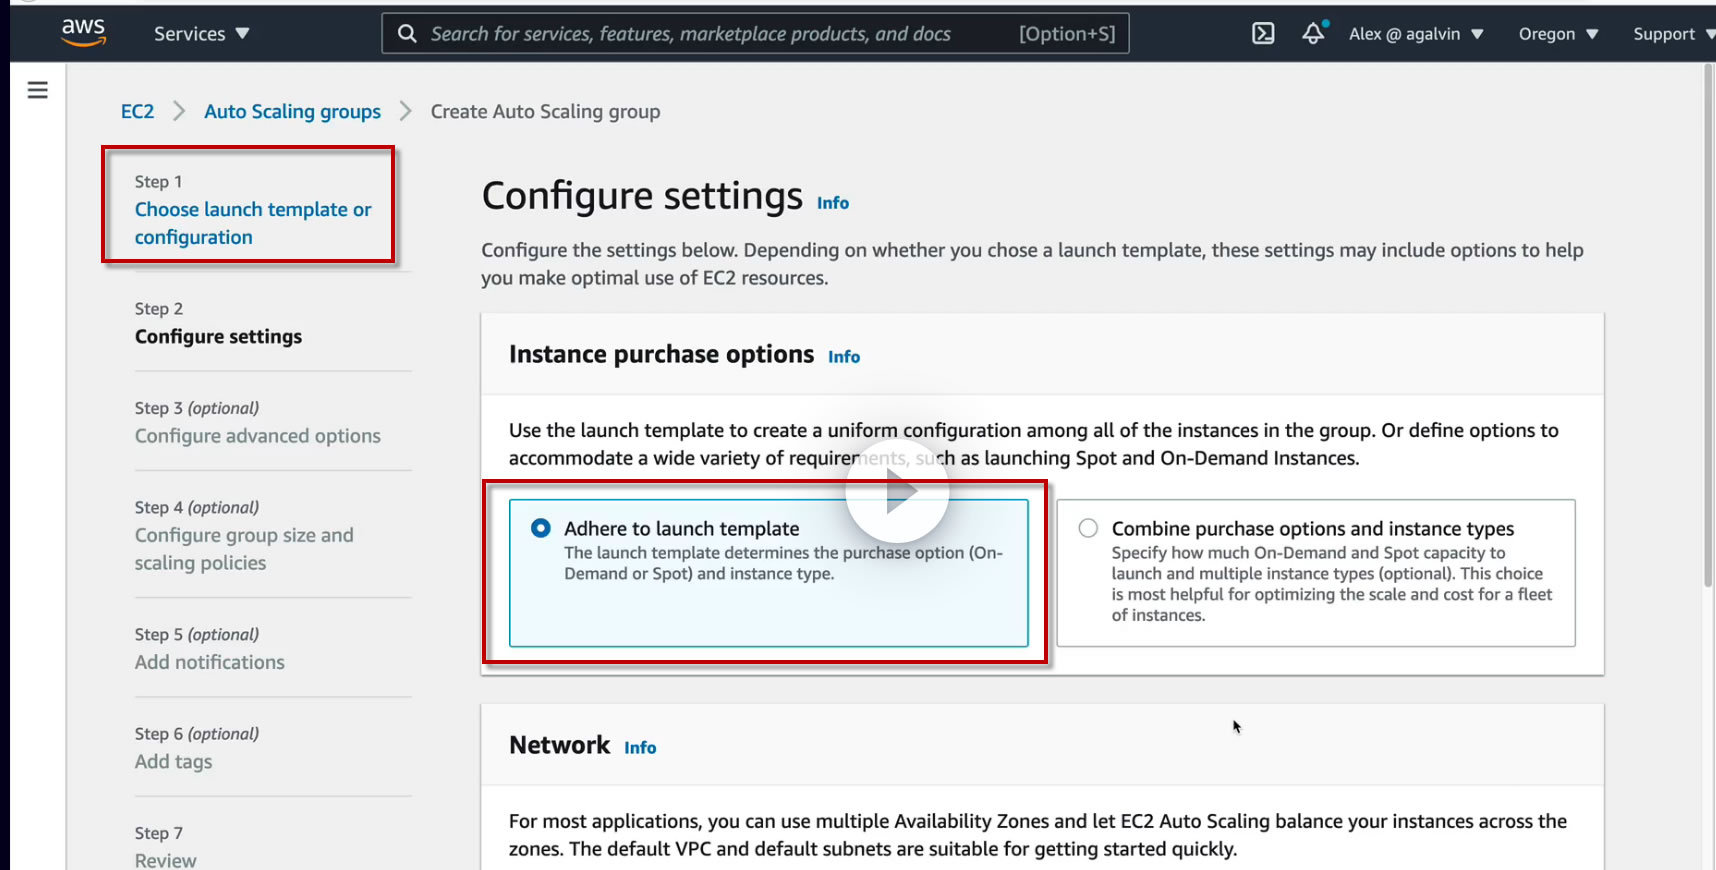 aws
Services
Search for services, features, marketplace products, and docs
[Option+S]
Alex @ agalvin
Oregon
Support
EC2
Auto Scaling groups
Create Auto Scaling group
Step 1
Choose launch template or
configuration
Step 2
Configure settings
Step 3 (optional)
Configure advanced options
Step 4 (optional)
Configure group size and
scaling policies
Step 5 (optional)
Add notifications
Step 6 (optional)
Add tags
Step 7
Review
Configure settings Info
Configure the settings below. Depending on whether you chose a launch template, these settings may include options to help
you make optimal use of EC2 resources.
Instance purchase options Info
Use the launch template to create a uniform configuration among all of the instances in the group. Or define options to
accommodate a wide variety of requirements, such as launching Spot and On-Demand Instances.
Adhere to launch template
The launch template determines the purchase option (On-
Demand or Spot) and instance type.
Combine purchase options and instance types
Specify how much On-Demand and Spot capacity to
launch and multiple instance types (optional). This choice
is most helpful for optimizing the scale and cost for a fleet
of instances.
Network Info
For most applications, you can use multiple Availability Zones and let EC2 Auto Scaling balance your instances across the
zones. The default VPC and default subnets are suitable for getting started quickly.